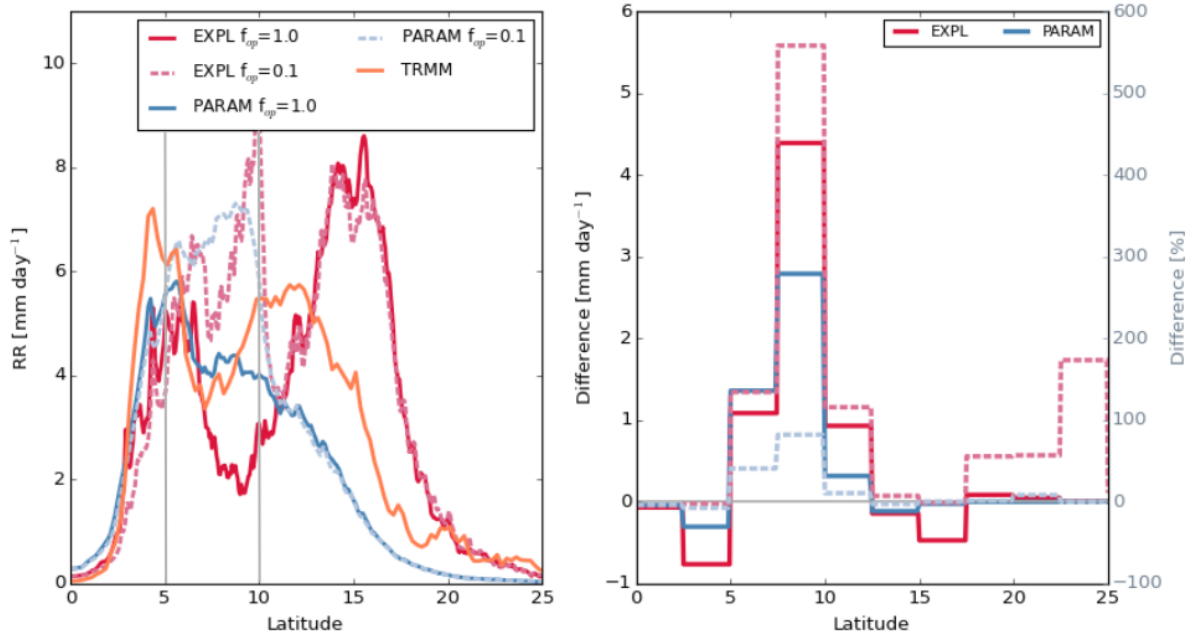 EXPL f_op=1.0
EXPL f_op=0.1
PARAM f_op=1.0
PARAM f_op=0.1
TRMM
10
8
6
4
2
0
RR [mm day⁻¹]
0 5 10 15 20 25
Latitude
EXPL PARAM
6
5
4
3
2
1
0
−1
Difference [mm day⁻¹]
0 5 10 15 20 25
Latitude
600
500
400
300
200
100
0
−100
Difference [%]